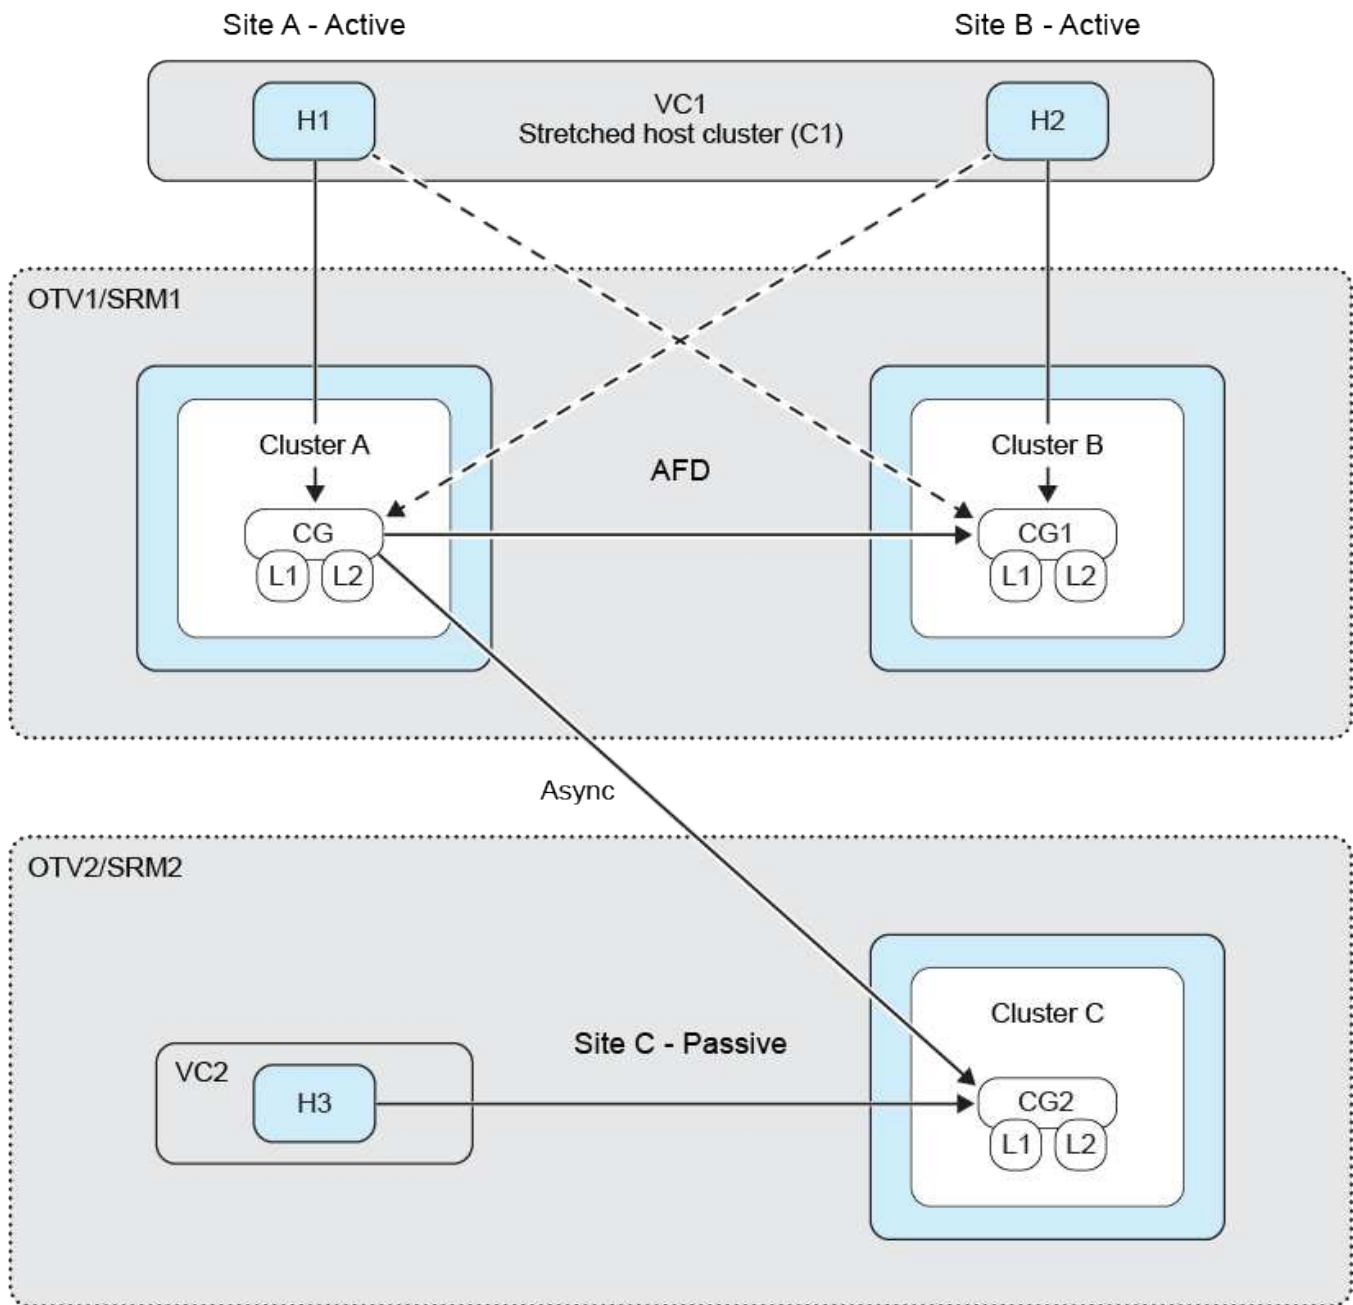 Site A - Active
Site B - Active
H1
VC1
Stretched host cluster (C1)
H2
OTV1/SRM1
Cluster A
AFD
Cluster B
CG
L1 L2
CG1
L1 L2
Async
OTV2/SRM2
Cluster C
Site C - Passive
VC2
H3
CG2
L1 L2